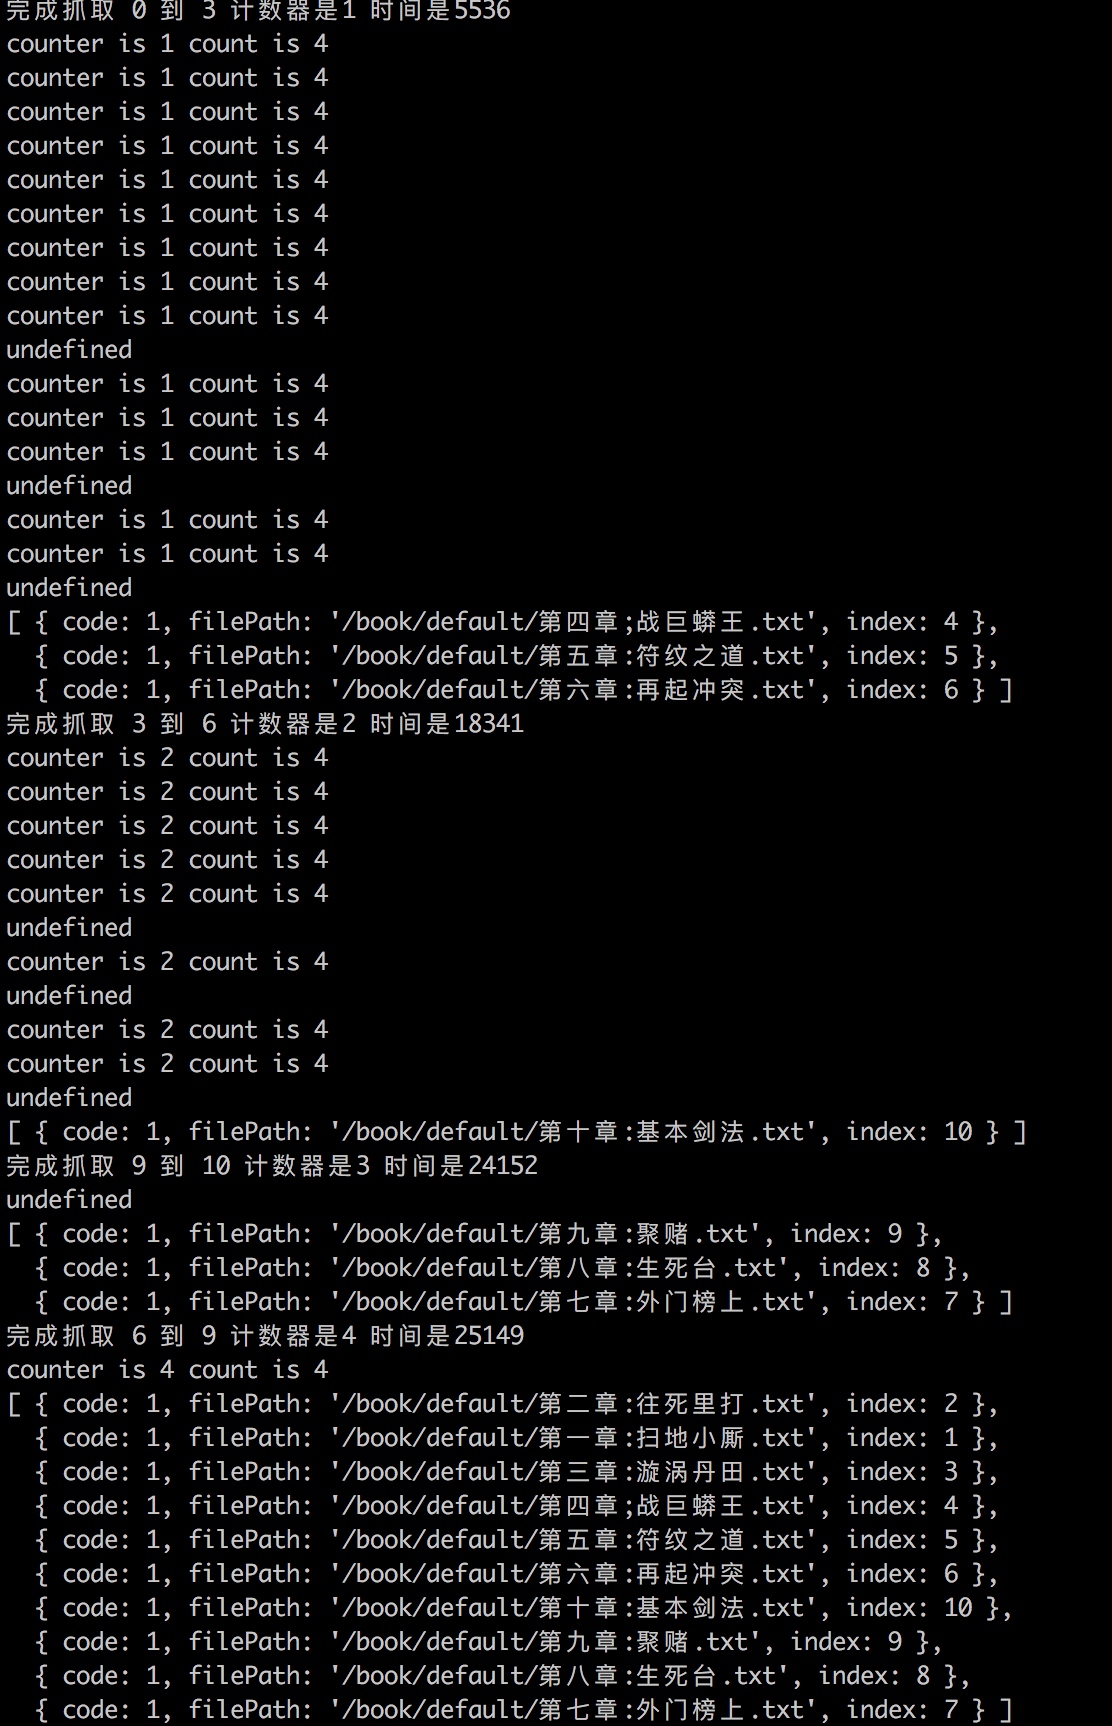 完成抓取 0 到 3 计数器是1 时间是5536
counter is 1 count is 4
counter is 1 count is 4
counter is 1 count is 4
counter is 1 count is 4
counter is 1 count is 4
counter is 1 count is 4
counter is 1 count is 4
counter is 1 count is 4
counter is 1 count is 4
undefined
counter is 1 count is 4
counter is 1 count is 4
counter is 1 count is 4
undefined
counter is 1 count is 4
counter is 1 count is 4
undefined
[ { code: 1, filePath: '/book/default/第四章;战巨蟒王.txt', index: 4 },
  { code: 1, filePath: '/book/default/第五章:符纹之道.txt', index: 5 },
  { code: 1, filePath: '/book/default/第六章:再起冲突.txt', index: 6 } ]
完成抓取 3 到 6 计数器是2 时间是18341
counter is 2 count is 4
counter is 2 count is 4
counter is 2 count is 4
counter is 2 count is 4
counter is 2 count is 4
undefined
counter is 2 count is 4
undefined
counter is 2 count is 4
counter is 2 count is 4
undefined
[ { code: 1, filePath: '/book/default/第十章:基本剑法.txt', index: 10 } ]
完成抓取 9 到 10 计数器是3 时间是24152
undefined
[ { code: 1, filePath: '/book/default/第九章:聚赌.txt', index: 9 },
  { code: 1, filePath: '/book/default/第八章:生死台.txt', index: 8 },
  { code: 1, filePath: '/book/default/第七章:外门榜上.txt', index: 7 } ]
完成抓取 6 到 9 计数器是4 时间是25149
counter is 4 count is 4
[ { code: 1, filePath: '/book/default/第二章:往死里打.txt', index: 2 },
  { code: 1, filePath: '/book/default/第一章:扫地小厮.txt', index: 1 },
  { code: 1, filePath: '/book/default/第三章:漩涡丹田.txt', index: 3 },
  { code: 1, filePath: '/book/default/第四章;战巨蟒王.txt', index: 4 },
  { code: 1, filePath: '/book/default/第五章:符纹之道.txt', index: 5 },
  { code: 1, filePath: '/book/default/第六章:再起冲突.txt', index: 6 },
  { code: 1, filePath: '/book/default/第十章:基本剑法.txt', index: 10 },
  { code: 1, filePath: '/book/default/第九章:聚赌.txt', index: 9 },
  { code: 1, filePath: '/book/default/第八章:生死台.txt', index: 8 },
  { code: 1, filePath: '/book/default/第七章:外门榜上.txt', index: 7 } ]